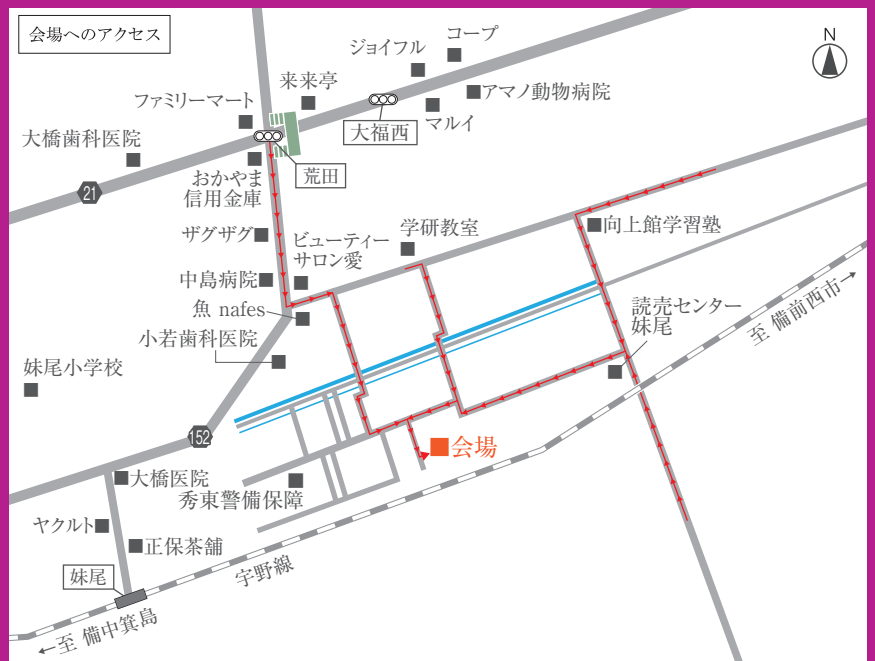 会場へのアクセス
N
コープ
ジョイフル
来来亭
アマノ動物病院
ファミリーマート
マルイ
大福西
大橋歯科医院
荒田
おかやま
信用金庫
21
学研教室
向上館学習塾
ザグザグ
ビューティー
サロン愛
中島病院
魚 nafes
読売センター
妹尾
至 備前西市→
小若歯科医院
妹尾小学校
152
会場
大橋医院
秀東警備保障
ヤクルト
正保茶舗
宇野線
妹尾
←至 備中箕島